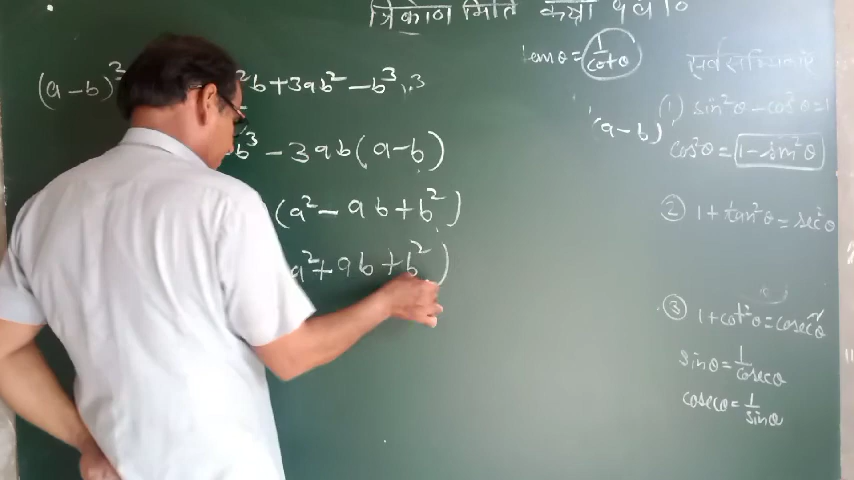 त्रिकोण मिति कक्षा 9 व 10
(a-b)³ ²b+3ab²-b³
b³-3ab(a-b)
(a²-ab+b²)
a²+ab+b²)
tanθ=1/cotθ
(a-b)
सर्वसमिकाएं
(1) sin²θ-cos²θ=1
cos²θ=1-sin²θ
② 1+tan²θ=sec²θ
③ 1+cot²θ=cosec²θ
sinθ=1/cosecθ
cosecθ=1/sinθ